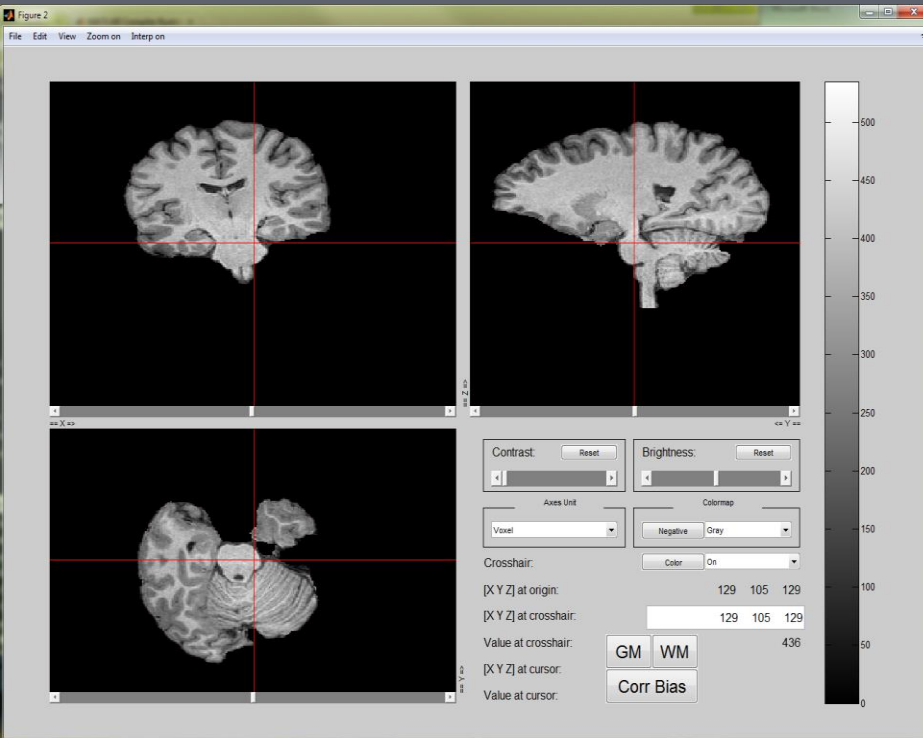 Figure 2
File Edit View Zoom on Interp on
== X =>
== Z =>
<= Y ==
== Y =>
500
450
400
350
300
250
200
150
100
50
0
Contrast: Reset
Brightness: Reset
Axes Unit
Voxel
Colormap
Negative Gray
Crosshair: Color On
[X Y Z] at origin: 129 105 129
[X Y Z] at crosshair: 129 105 129
Value at crosshair: 436
GM WM
[X Y Z] at cursor:
Corr Bias
Value at cursor: